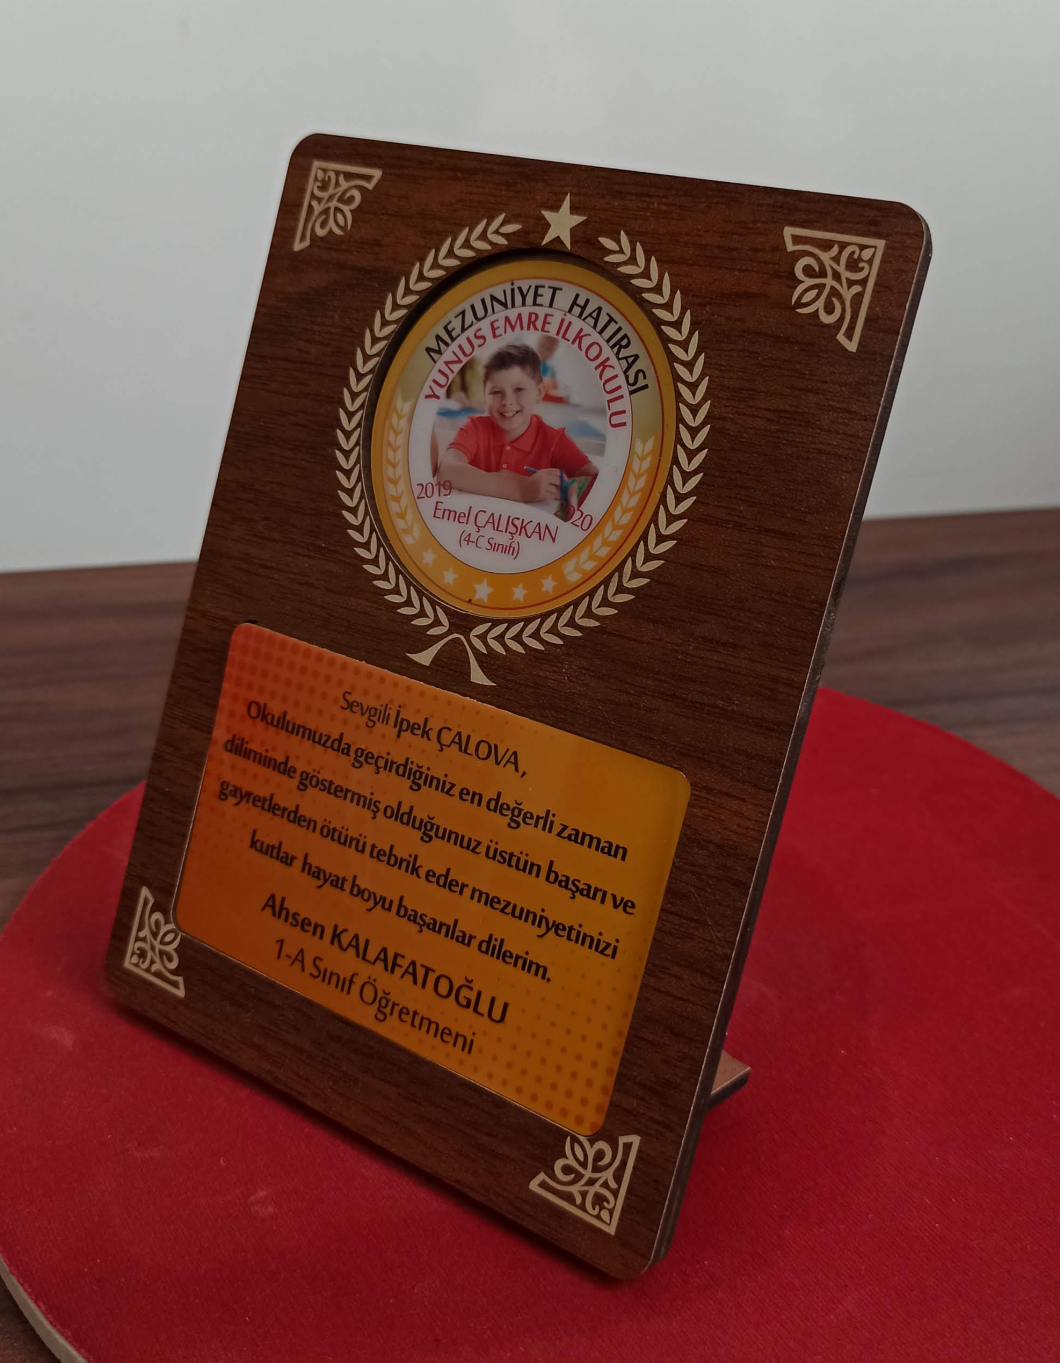 MEZUNİYET HATIRASI
YUNUS EMRE İLKOKULU
2019
020
Emel ÇALIŞKAN
(4-C Sınıfı)
Sevgili İpek ÇALOVA,
Okulumuzda geçirdiğiniz en değerli zaman
diliminde göstermiş olduğunuz üstün başarı ve
gayretlerden ötürü tebrik eder mezuniyetinizi
kutlar hayat boyu başarılar dilerim.
Ahsen KALAFATOĞLU
1-A Sınıf Öğretmeni